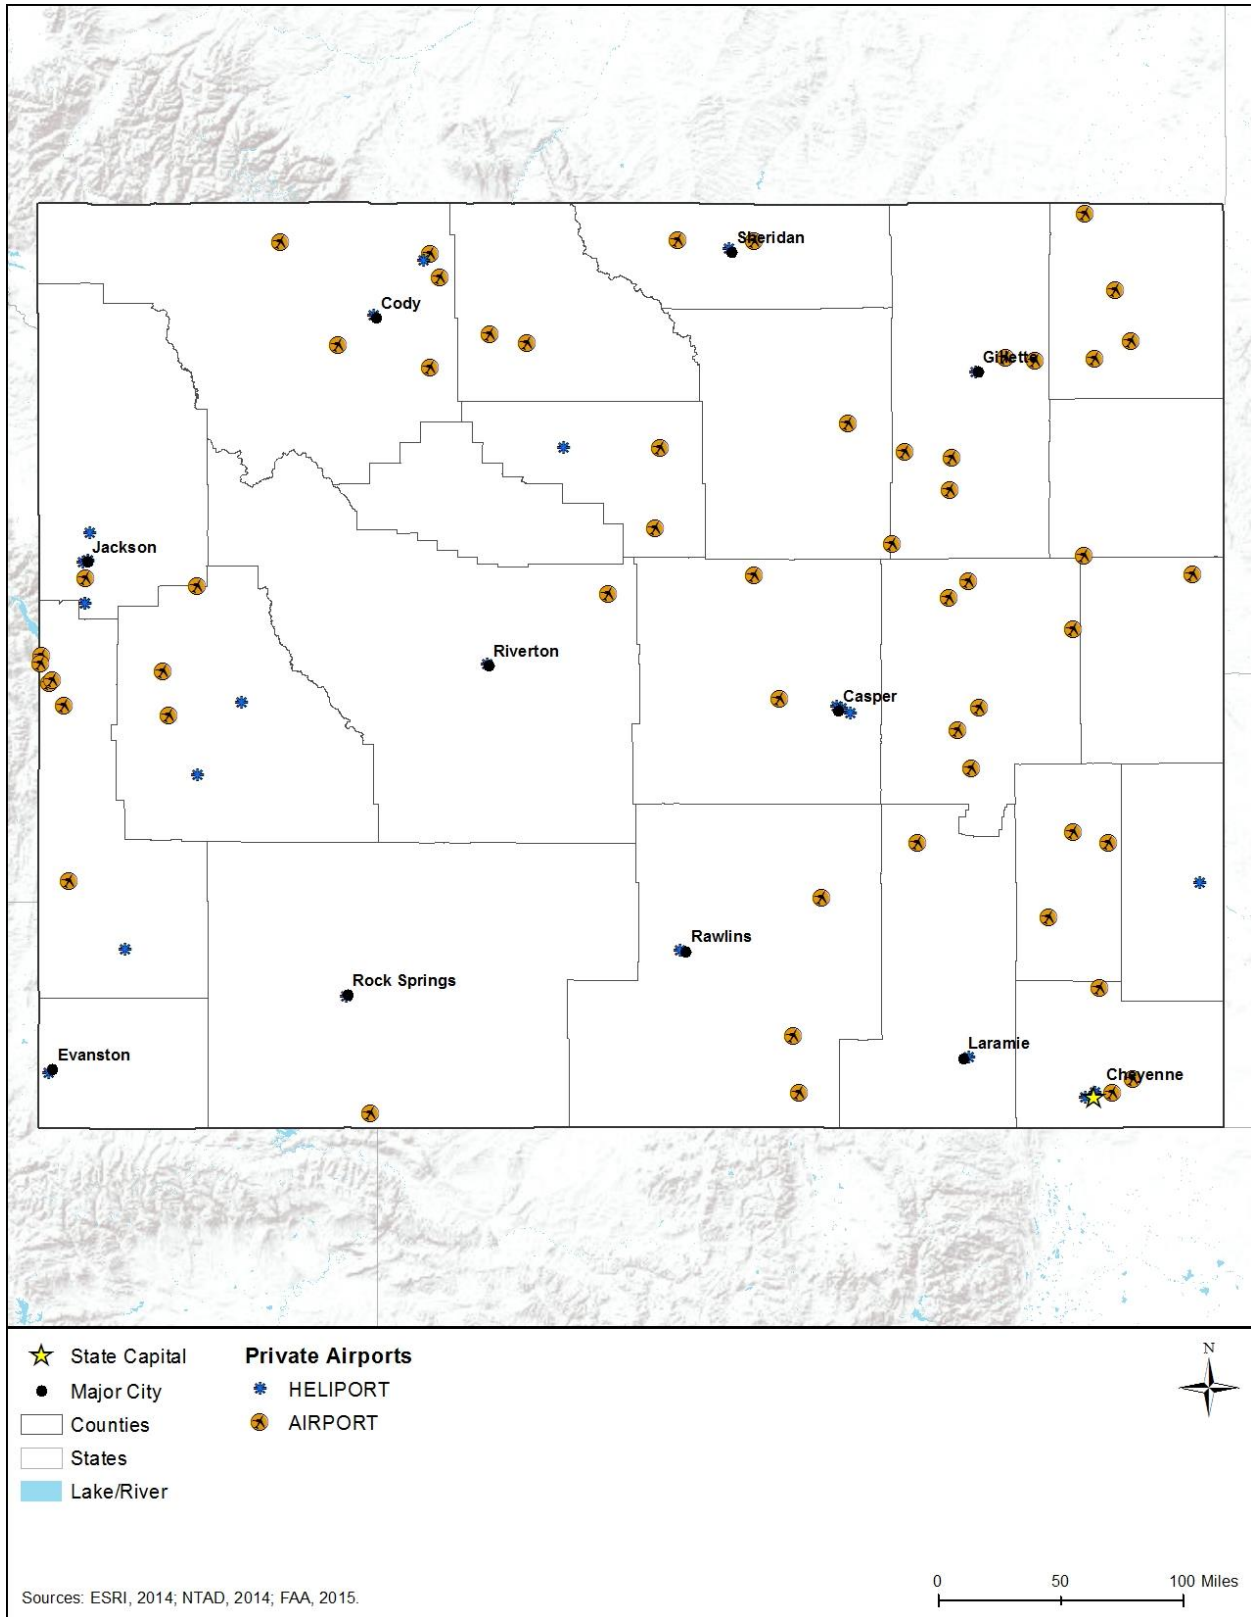 Sheridan
Cody
Gillette
Jackson
Riverton
Casper
Rawlins
Rock Springs
Laramie
Evanston
Cheyenne
State Capital
Private Airports
N
Major City
HELIPORT
Counties
AIRPORT
States
Lake/River
0 50 100 Miles
Sources: ESRI, 2014; NTAD, 2014; FAA, 2015.